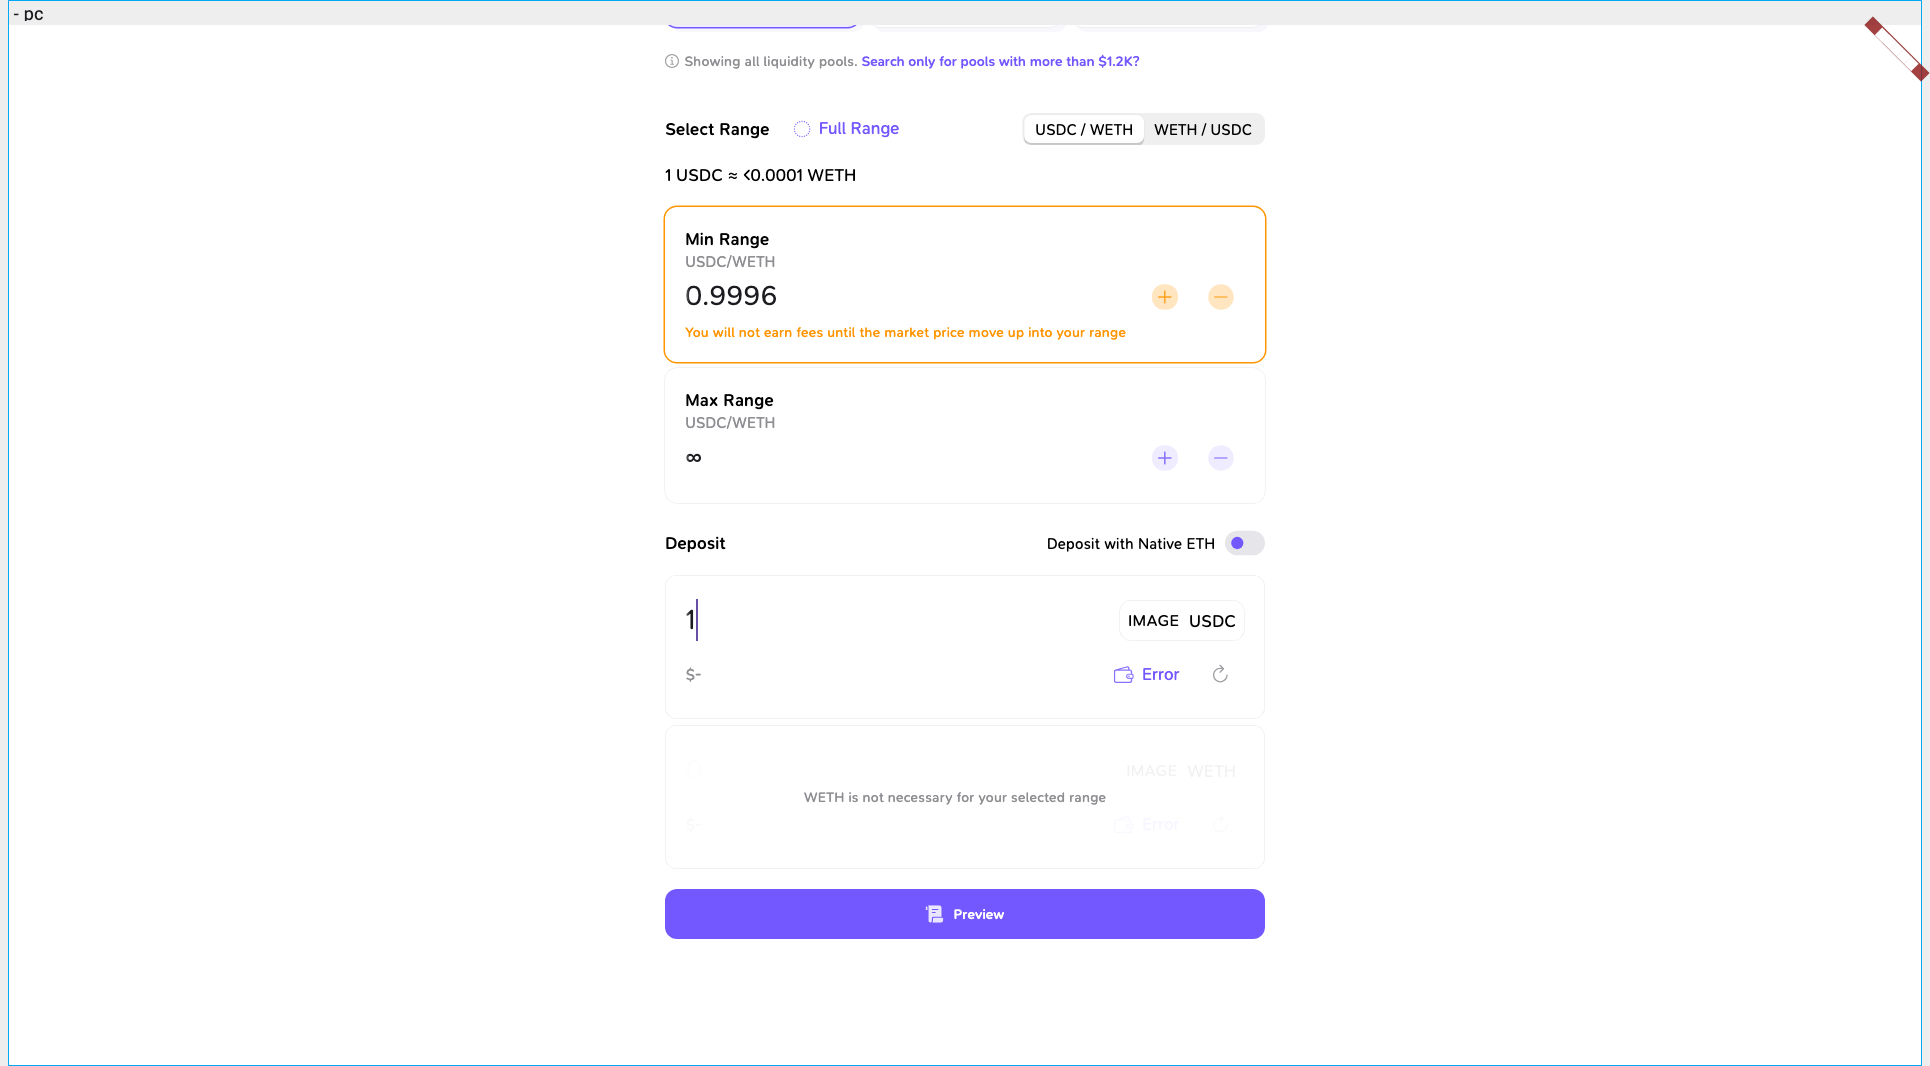 - pc
Showing all liquidity pools. Search only for pools with more than $1.2K?
Select Range Full Range USDC / WETH WETH / USDC
1 USDC ≈ <0.0001 WETH
Min Range
USDC/WETH
0.9996
You will not earn fees until the market price move up into your range
Max Range
USDC/WETH
∞
Deposit Deposit with Native ETH
1 IMAGE USDC
$- Error
IMAGE WETH
WETH is not necessary for your selected range
$- Error
Preview